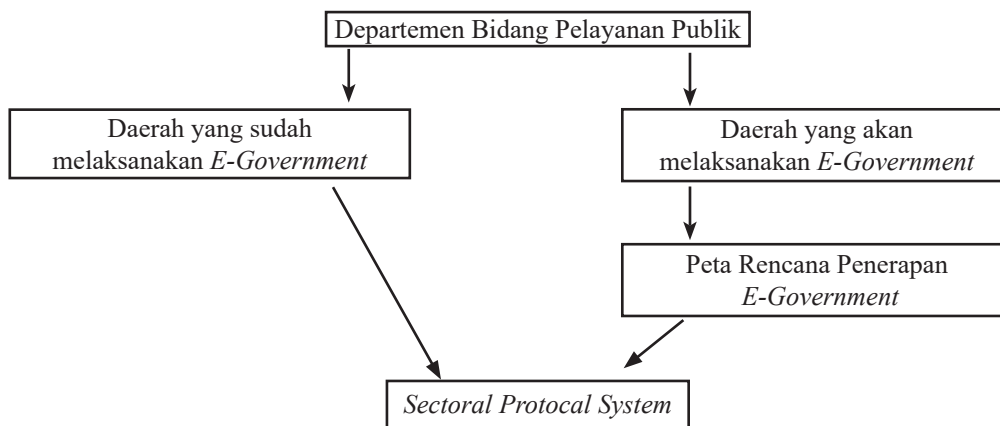 Departemen Bidang Pelayanan Publik
Daerah yang sudah
melaksanakan E-Government
Daerah yang akan
melaksanakan E-Government
Peta Rencana Penerapan
E-Government
Sectoral Protocal System